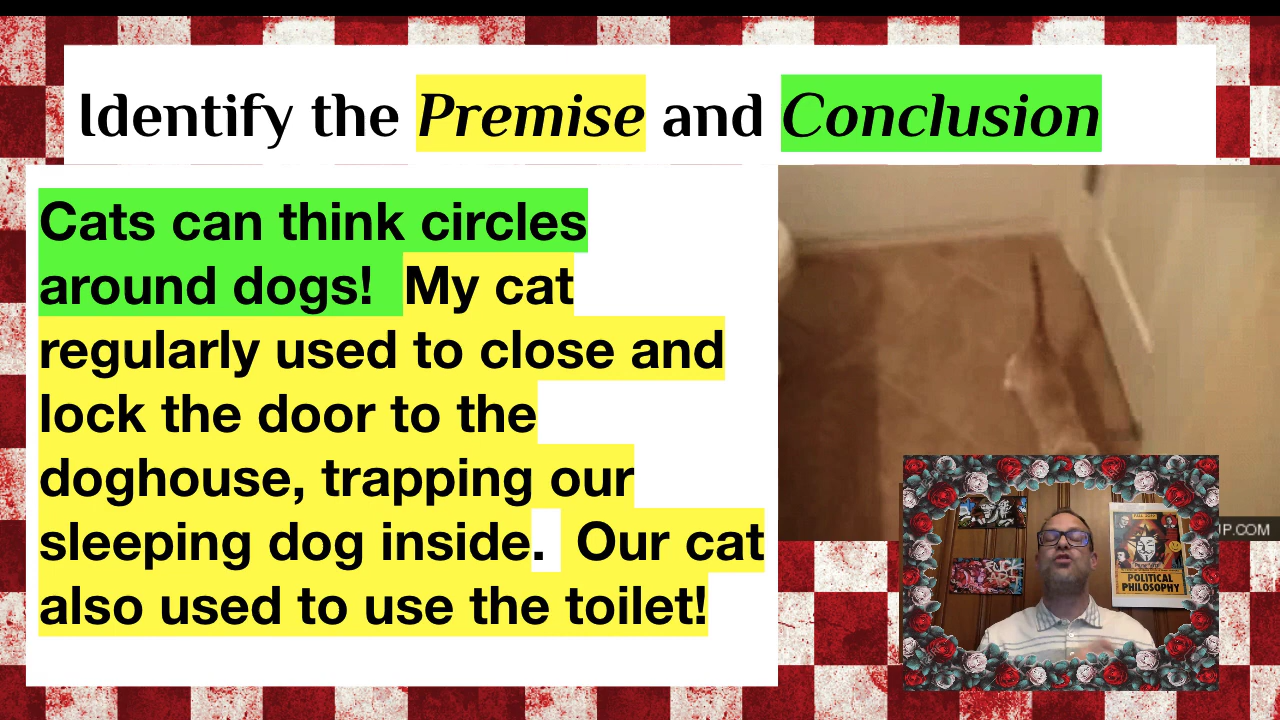 Identify the Premise and Conclusion
Cats can think circles
around dogs! My cat
regularly used to close and
lock the door to the
doghouse, trapping our
sleeping dog inside. Our cat
also used to use the toilet!
POLITICAL
PHILOSOPHY